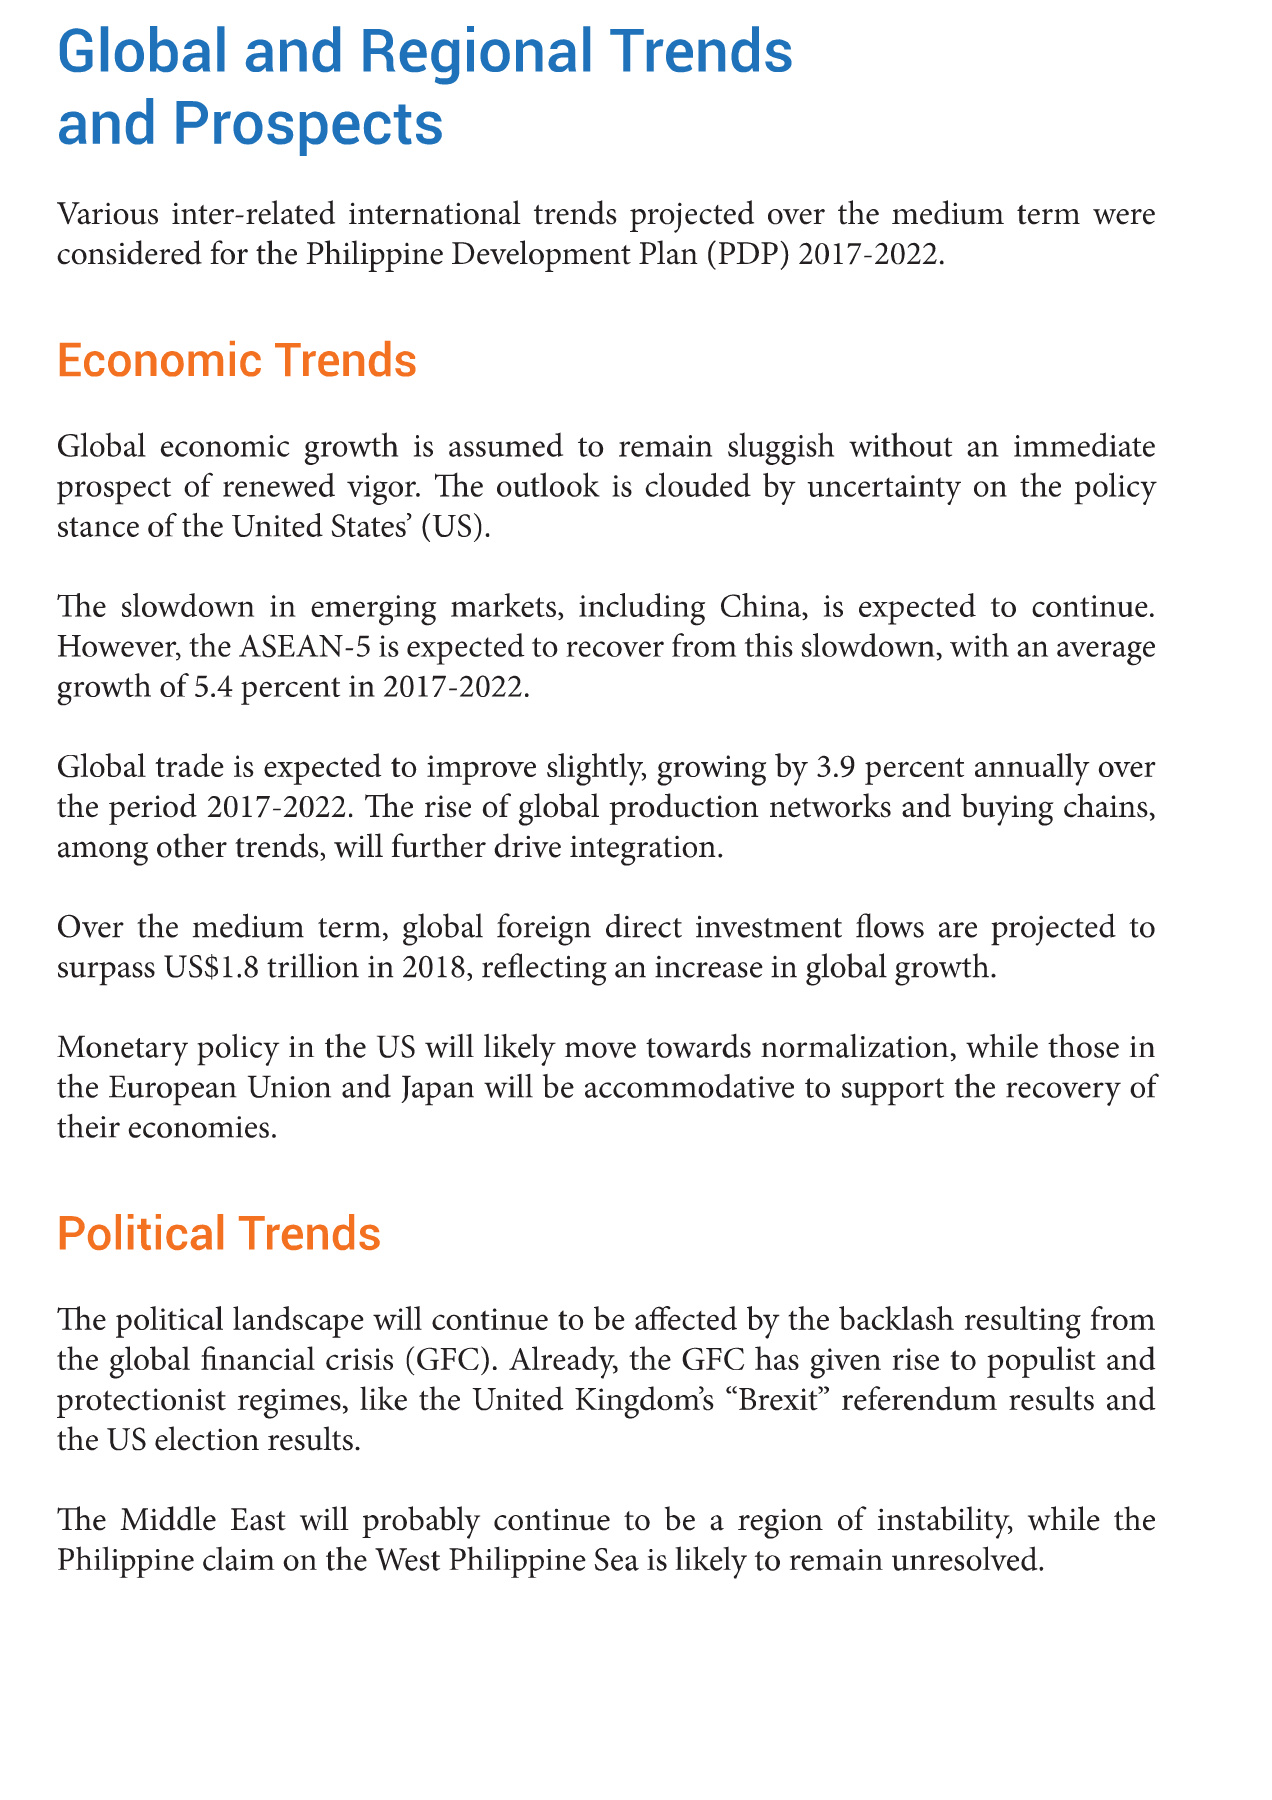 Global and Regional Trends
and Prospects
Various inter-related international trends projected over the medium term were
considered for the Philippine Development Plan (PDP) 2017-2022.
Economic Trends
Global economic growth is assumed to remain sluggish without an immediate
prospect of renewed vigor. The outlook is clouded by uncertainty on the policy
stance of the United States’ (US).
The slowdown in emerging markets, including China, is expected to continue.
However, the ASEAN-5 is expected to recover from this slowdown, with an average
growth of 5.4 percent in 2017-2022.
Global trade is expected to improve slightly, growing by 3.9 percent annually over
the period 2017-2022. The rise of global production networks and buying chains,
among other trends, will further drive integration.
Over the medium term, global foreign direct investment flows are projected to
surpass US$1.8 trillion in 2018, reflecting an increase in global growth.
Monetary policy in the US will likely move towards normalization, while those in
the European Union and Japan will be accommodative to support the recovery of
their economies.
Political Trends
The political landscape will continue to be affected by the backlash resulting from
the global financial crisis (GFC). Already, the GFC has given rise to populist and
protectionist regimes, like the United Kingdom’s “Brexit” referendum results and
the US election results.
The Middle East will probably continue to be a region of instability, while the
Philippine claim on the West Philippine Sea is likely to remain unresolved.